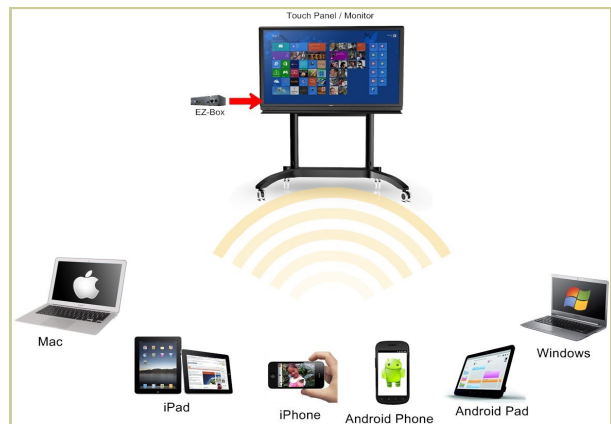 Touch Panel / Monitor
EZ-Box
Mac
iPad
iPhone
Android Phone
Android Pad
Windows